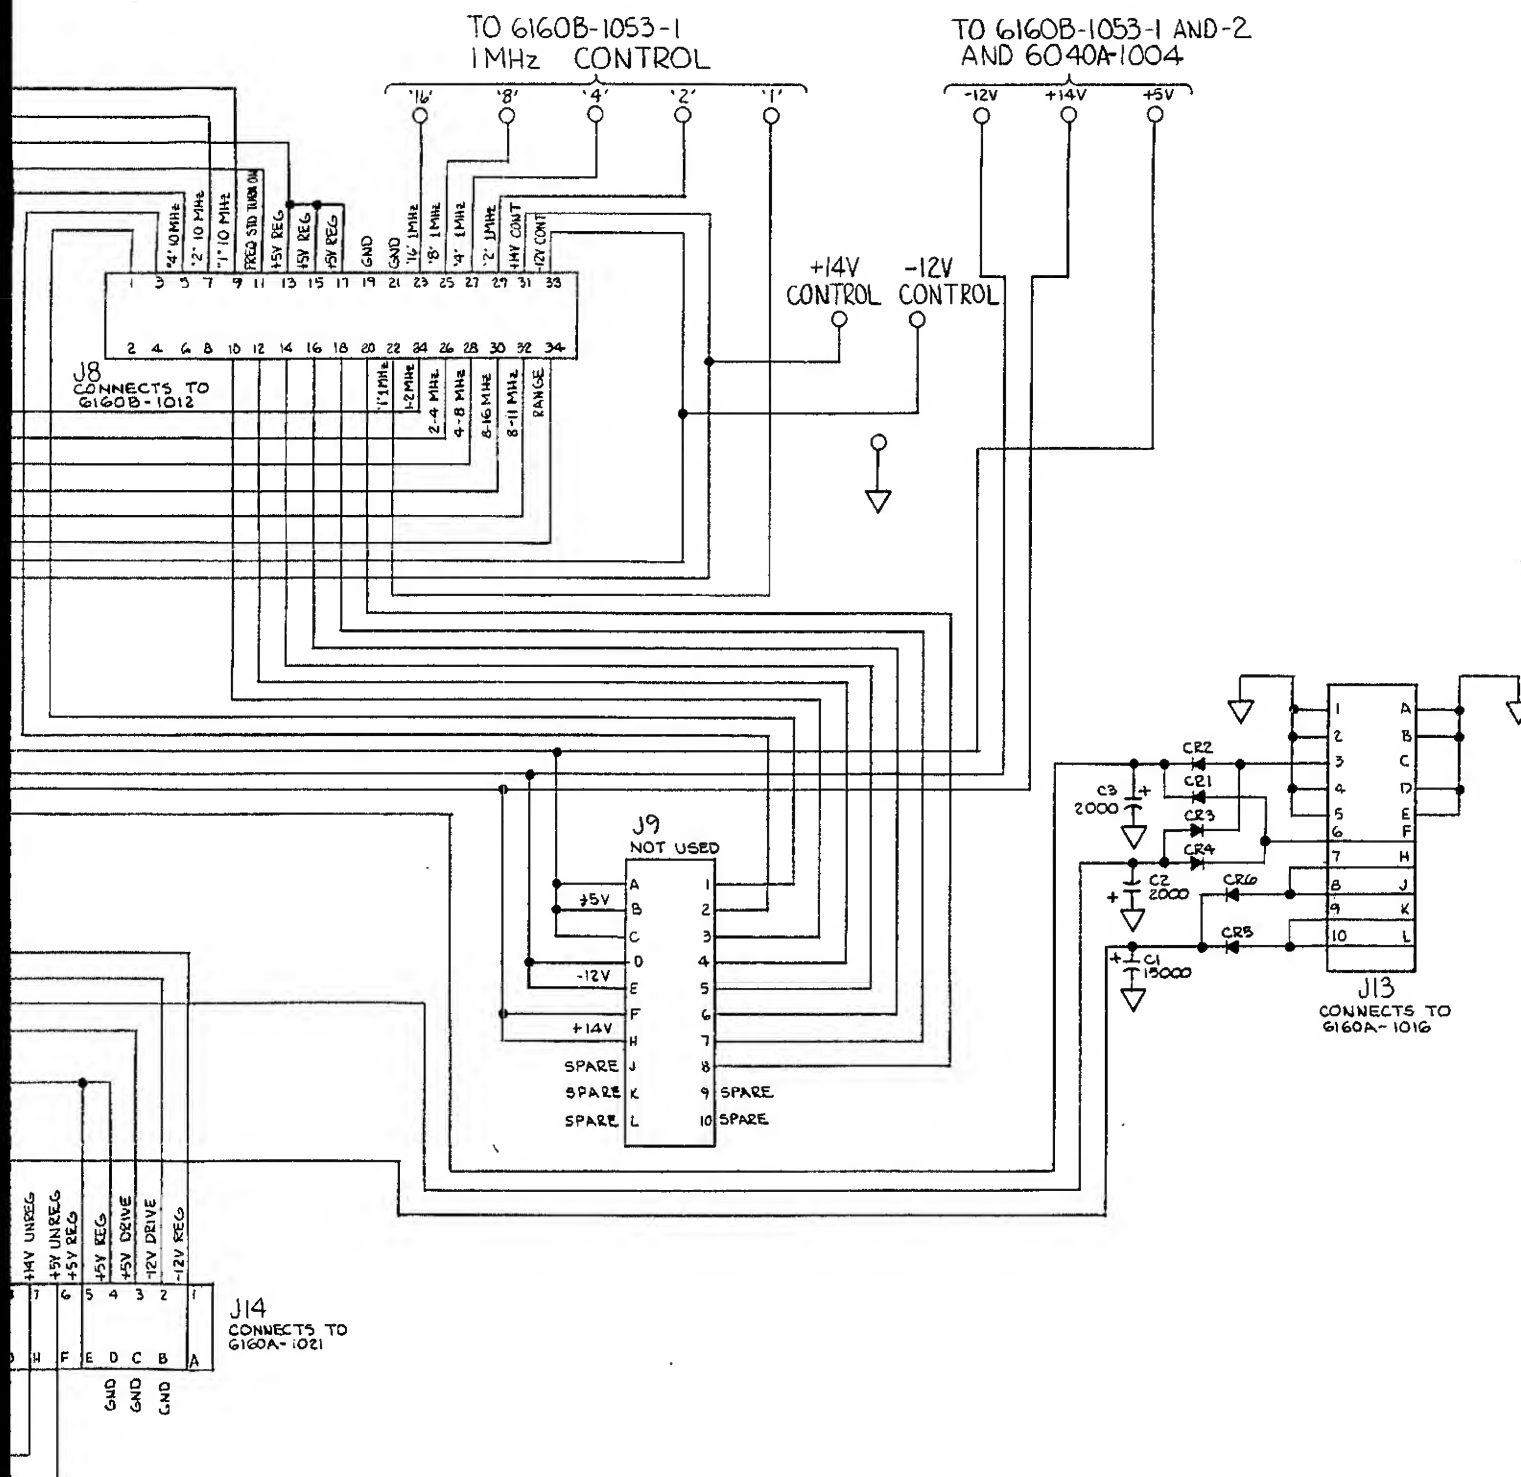 TO 6160B-1053-1
1MHz CONTROL
'16' '8' '4' '2' '1'
TO 6160B-1053-1 AND-2
AND 6040A-1004
-12V +14V +5V
"4" 10MHz
"2" 10 MHz
"1" 10 MHz
FREQ STD TURN ON
+5V REG
+5V REG
+5V REG
GND
GND
'16' 1MHz
'8' 1MHz
'4' 1MHz
'2' 1MHz
+14V CONT
-12V CONT
1 3 5 7 9 11 13 15 17 19 21 23 25 27 29 31 33
2 4 6 8 10 12 14 16 18 20 22 24 26 28 30 32 34
J8
CONNECTS TO
6160B-1012
"1" 1MHz
1-2MHz
2-4 MHz
4-8 MHz
8-16 MHz
8-11 MHz
RANGE
+14V
CONTROL
-12V
CONTROL
J9
NOT USED
A 1
+5V
B 2
C 3
D 4
-12V
E 5
F 6
+14V
H 7
SPARE J 8
SPARE K 9 SPARE
SPARE L 10 SPARE
1 A
2 B
3 C
4 D
5 E
6 F
7 H
8 J
9 K
10 L
CR2
CR1
C3
2000
+
CR3
CR4
C2
2000
+
CR6
CR5
+
C1
15000
J13
CONNECTS TO
6160A-1016
+14V UNREG
+5V UNREG
+5V REG
+5V REG
+5V DRIVE
-12V DRIVE
-12V REG
7 6 5 4 3 2 1
H F E D C B A
GND
GND
GND
J14
CONNECTS TO
6160A-1021